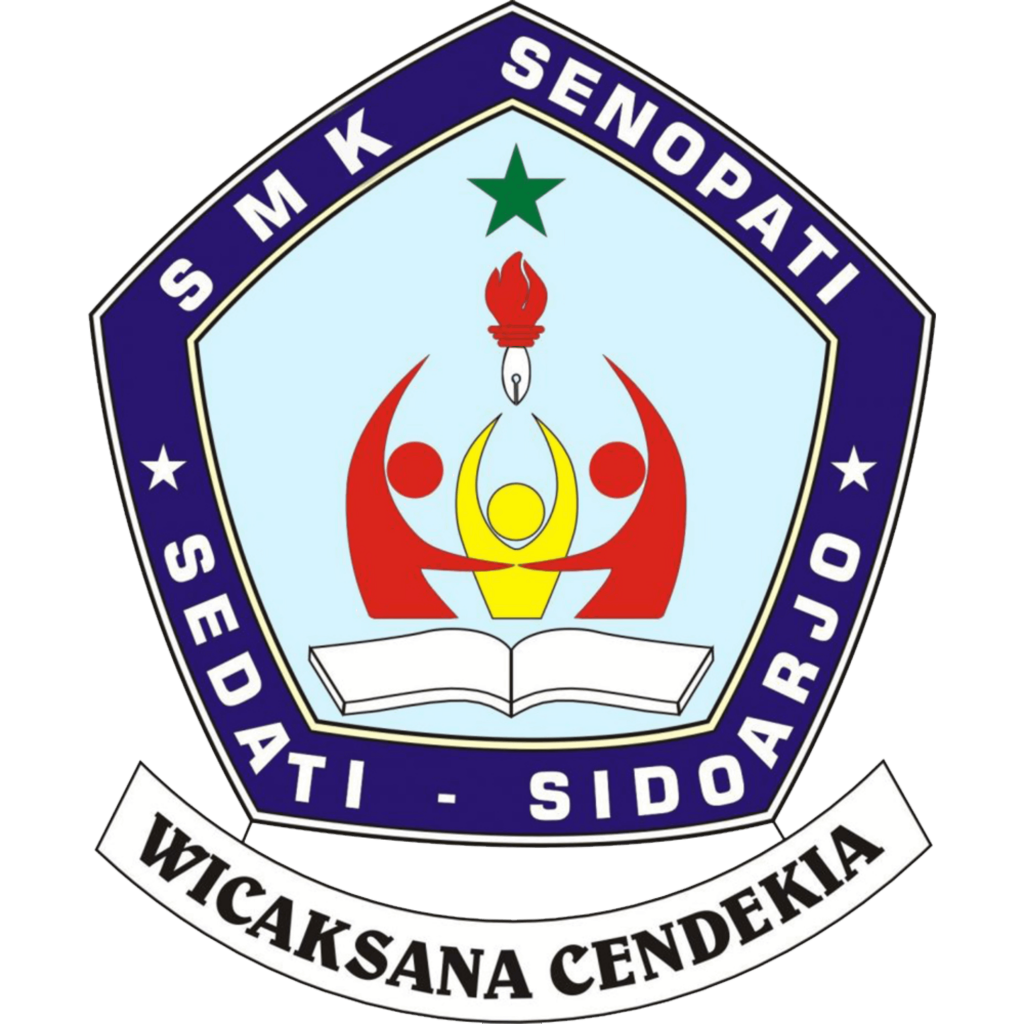 SMK SENOPATI
SEDATI - SIDOARJO
WICAKSANA CENDEKIA